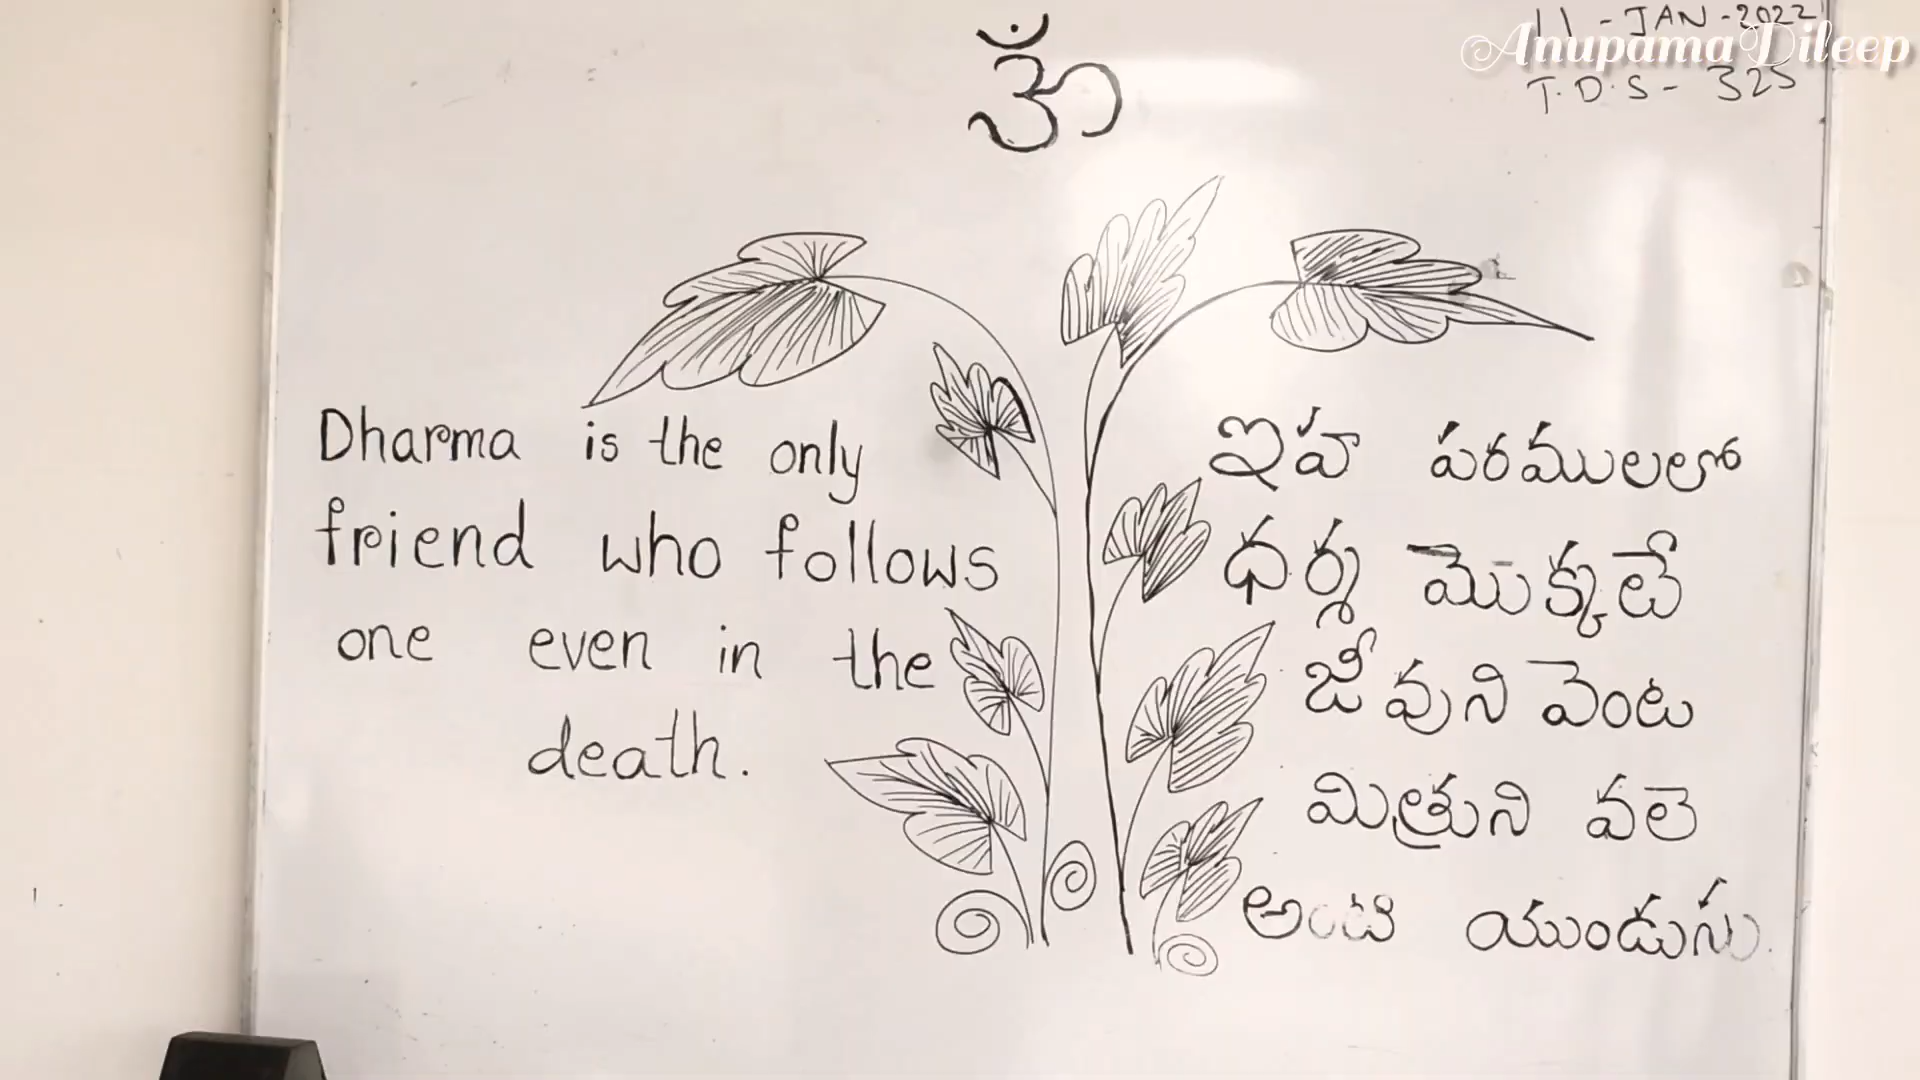 ॐ
11-JAN-2022
Anupama Dileep
T.D.S - 325
Dharma is the only
friend who follows
one even in the
death.
ఇహ పరములలో
ధర్మ మొక్కటే
జీవుని వెంట
మిత్రుని వలె
అంటి యుండును.